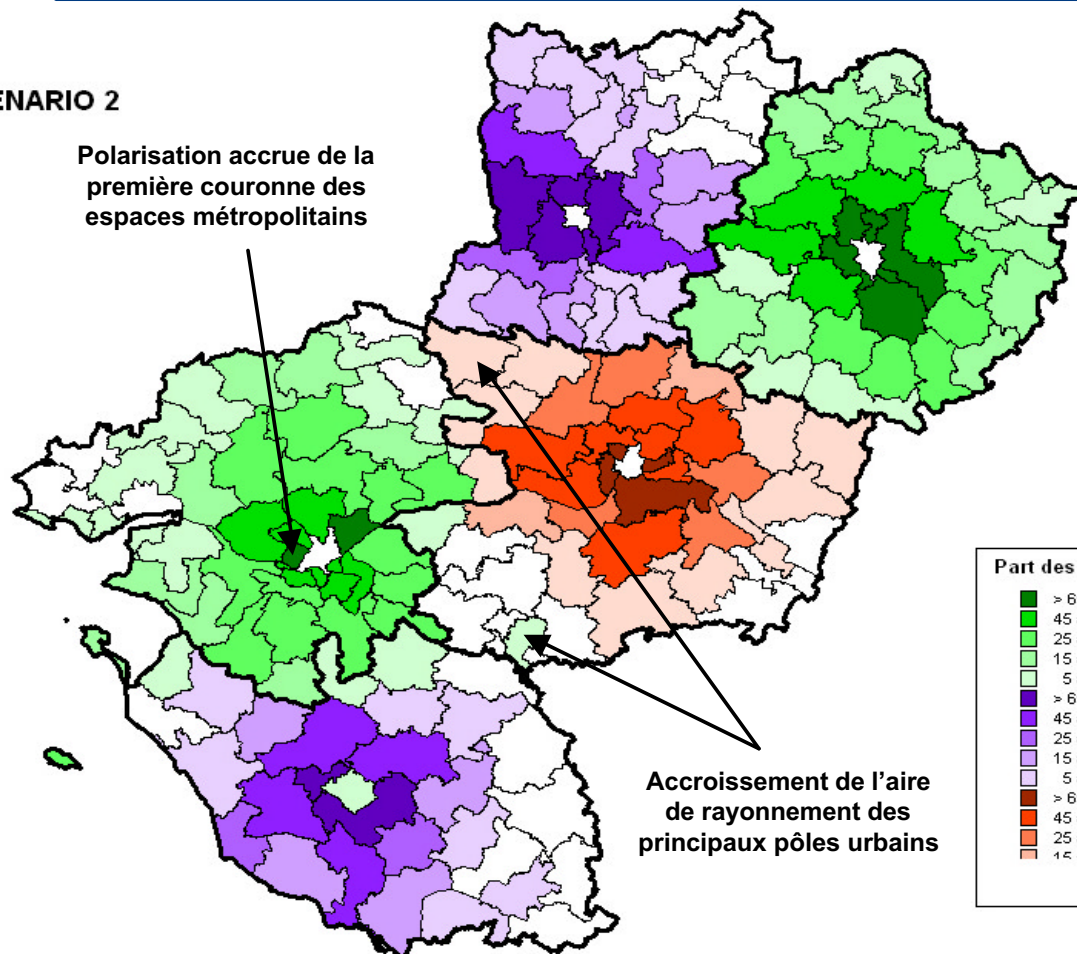 ENARIO 2
Polarisation accrue de la
première couronne des
espaces métropolitains
Accroissement de l'aire
de rayonnement des
principaux pôles urbains
Part des
> 6
45
25
15
5
> 6
45
25
15
5
> 6
45
25
15